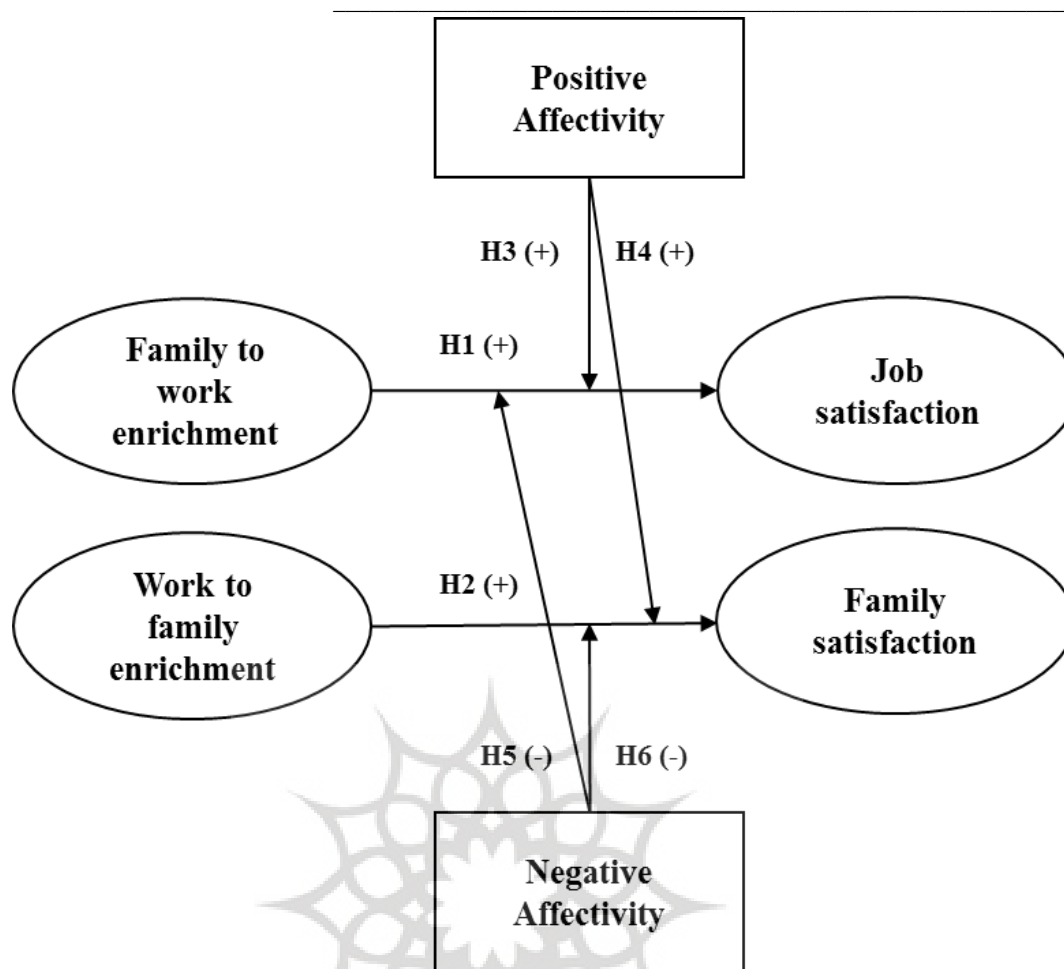 Positive
Affectivity
H3 (+)
H4 (+)
Family to
work
enrichment
H1 (+)
Job
satisfaction
Work to
family
enrichment
H2 (+)
Family
satisfaction
H5 (-)
H6 (-)
Negative
Affectivity